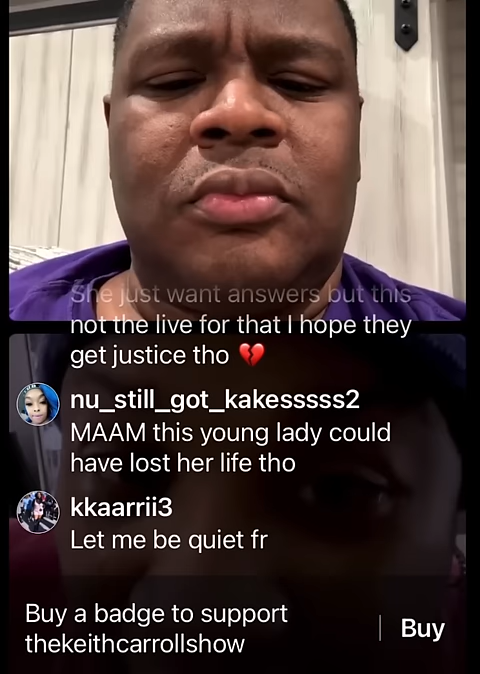 She just want answers but this
not the live for that I hope they
get justice tho 💔
nu_still_got_kakesssss2
MAAM this young lady could
have lost her life tho
kkaarrii3
Let me be quiet fr
Buy a badge to support
thekeithcarrollshow
Buy